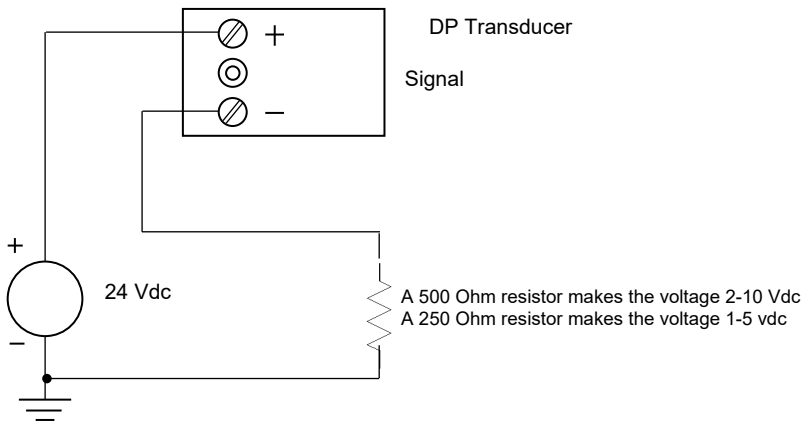 DP Transducer
+
Signal
−
+
24 Vdc
A 500 Ohm resistor makes the voltage 2-10 Vdc
A 250 Ohm resistor makes the voltage 1-5 vdc
−